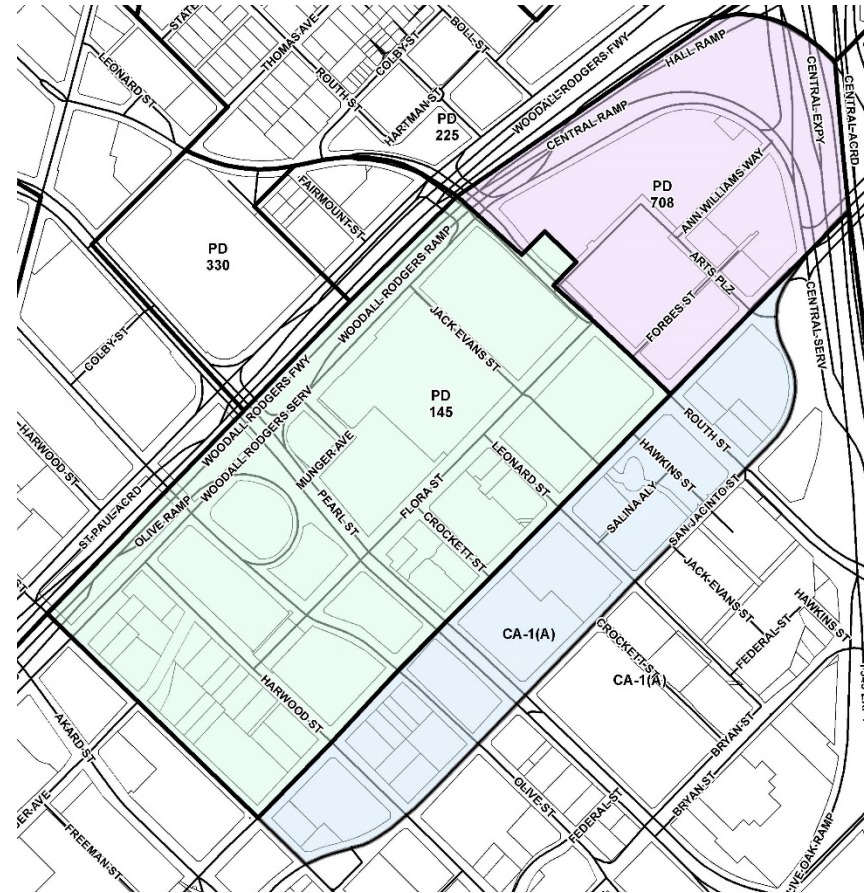 THOMAS AVE
BOLL ST
COLBY ST
ROUTH ST
LEONARD ST
HARTMAN ST
PD
225
WOODALL RODGERS FWY
HALL RAMP
CENTRAL RAMP
CENTRAL EXPY
CENTRAL ACRD
FAIRMOUNT ST
PD
708
ANN WILLIAMS WAY
PD
330
WOODALL RODGERS RAMP
ARTS PLZ
FORBES ST
CENTRAL SERV
JACK EVANS ST
COLBY ST
WOODALL RODGERS FWY
WOODALL RODGERS SERV
PD
145
HARWOOD ST
MUNGER AVE
ROUTH ST
HAWKINS ST
LEONARD ST
FLORA ST
PEARL ST
SALINA ALY
SAN JACINTO ST
ST PAUL ACRD
OLIVE RAMP
CROCKETT ST
JACK EVANS ST
HAWKINS ST
FEDERAL ST
CA-1(A)
CROCKETT ST
CA-1(A)
HARWOOD ST
AKARD ST
BRYAN ST
BRYAN ST
OLIVE ST
FEDERAL ST
FREEMAN ST